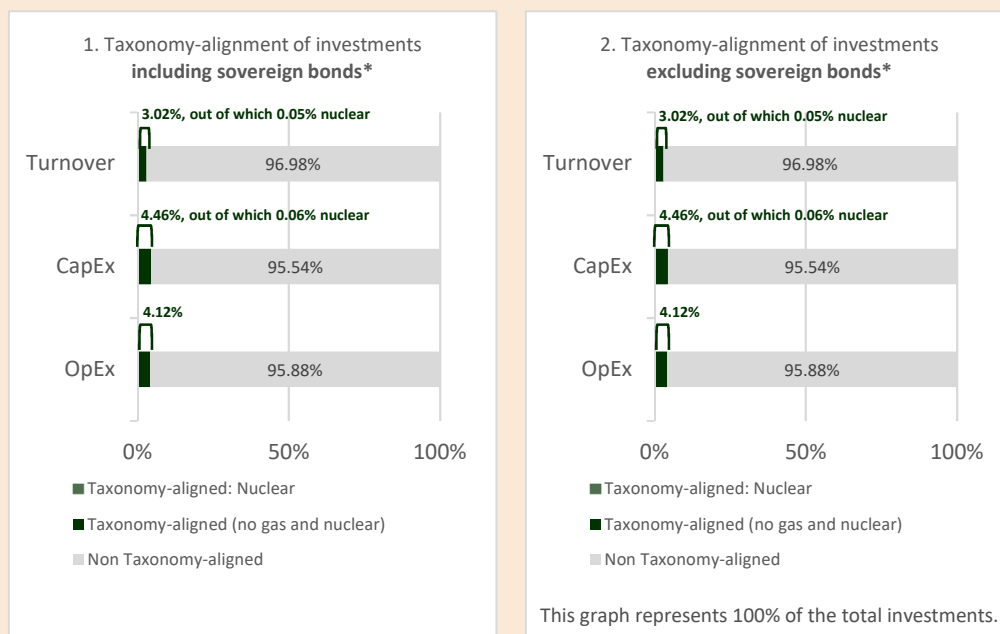 1. Taxonomy-alignment of investments
including sovereign bonds*
3.02%, out of which 0.05% nuclear
Turnover
96.98%
4.46%, out of which 0.06% nuclear
CapEx
95.54%
4.12%
OpEx
95.88%
0%
50%
100%
Taxonomy-aligned: Nuclear
Taxonomy-aligned (no gas and nuclear)
Non Taxonomy-aligned
2. Taxonomy-alignment of investments
excluding sovereign bonds*
3.02%, out of which 0.05% nuclear
Turnover
96.98%
4.46%, out of which 0.06% nuclear
CapEx
95.54%
4.12%
OpEx
95.88%
0%
50%
100%
Taxonomy-aligned: Nuclear
Taxonomy-aligned (no gas and nuclear)
Non Taxonomy-aligned
This graph represents 100% of the total investments.